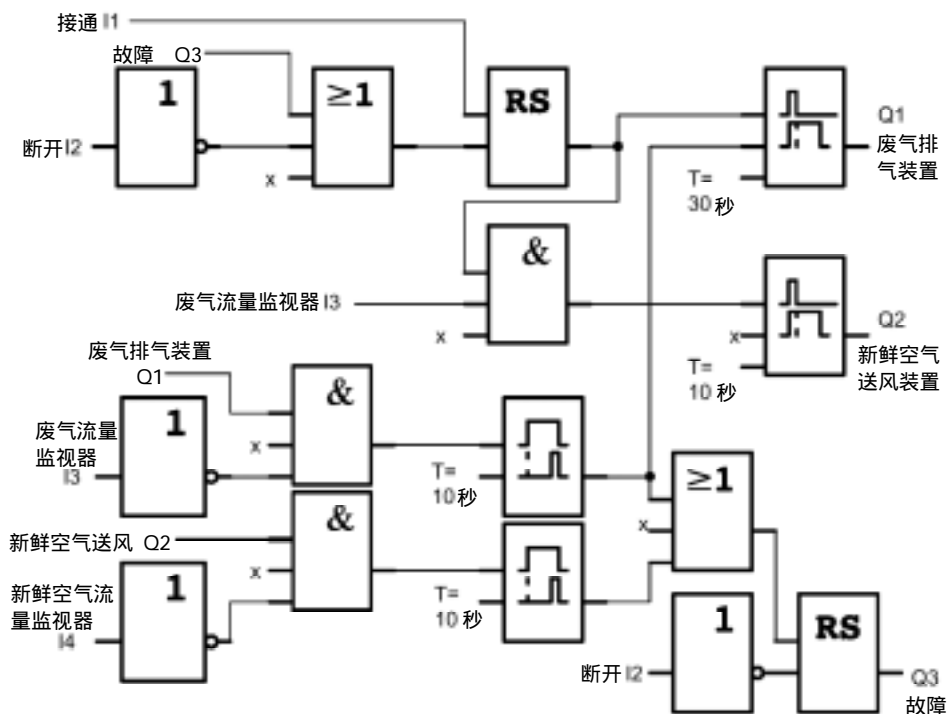 接通 I1
故障 Q3
1
≥1
RS
Q1
废气排
气装置
断开 I2
x
T=
30 秒
&
废气流量监视器 I3
x
Q2
x
新鲜空气
送风装置
T=
10 秒
废气排气装置
Q1
&
1
废气流量
监视器
I3
x
T=
10 秒
≥1
x
&
新鲜空气送风 Q2
x
1
新鲜空气流
量监视器
I4
T=
10 秒
1
RS
断开 I2
Q3
故障